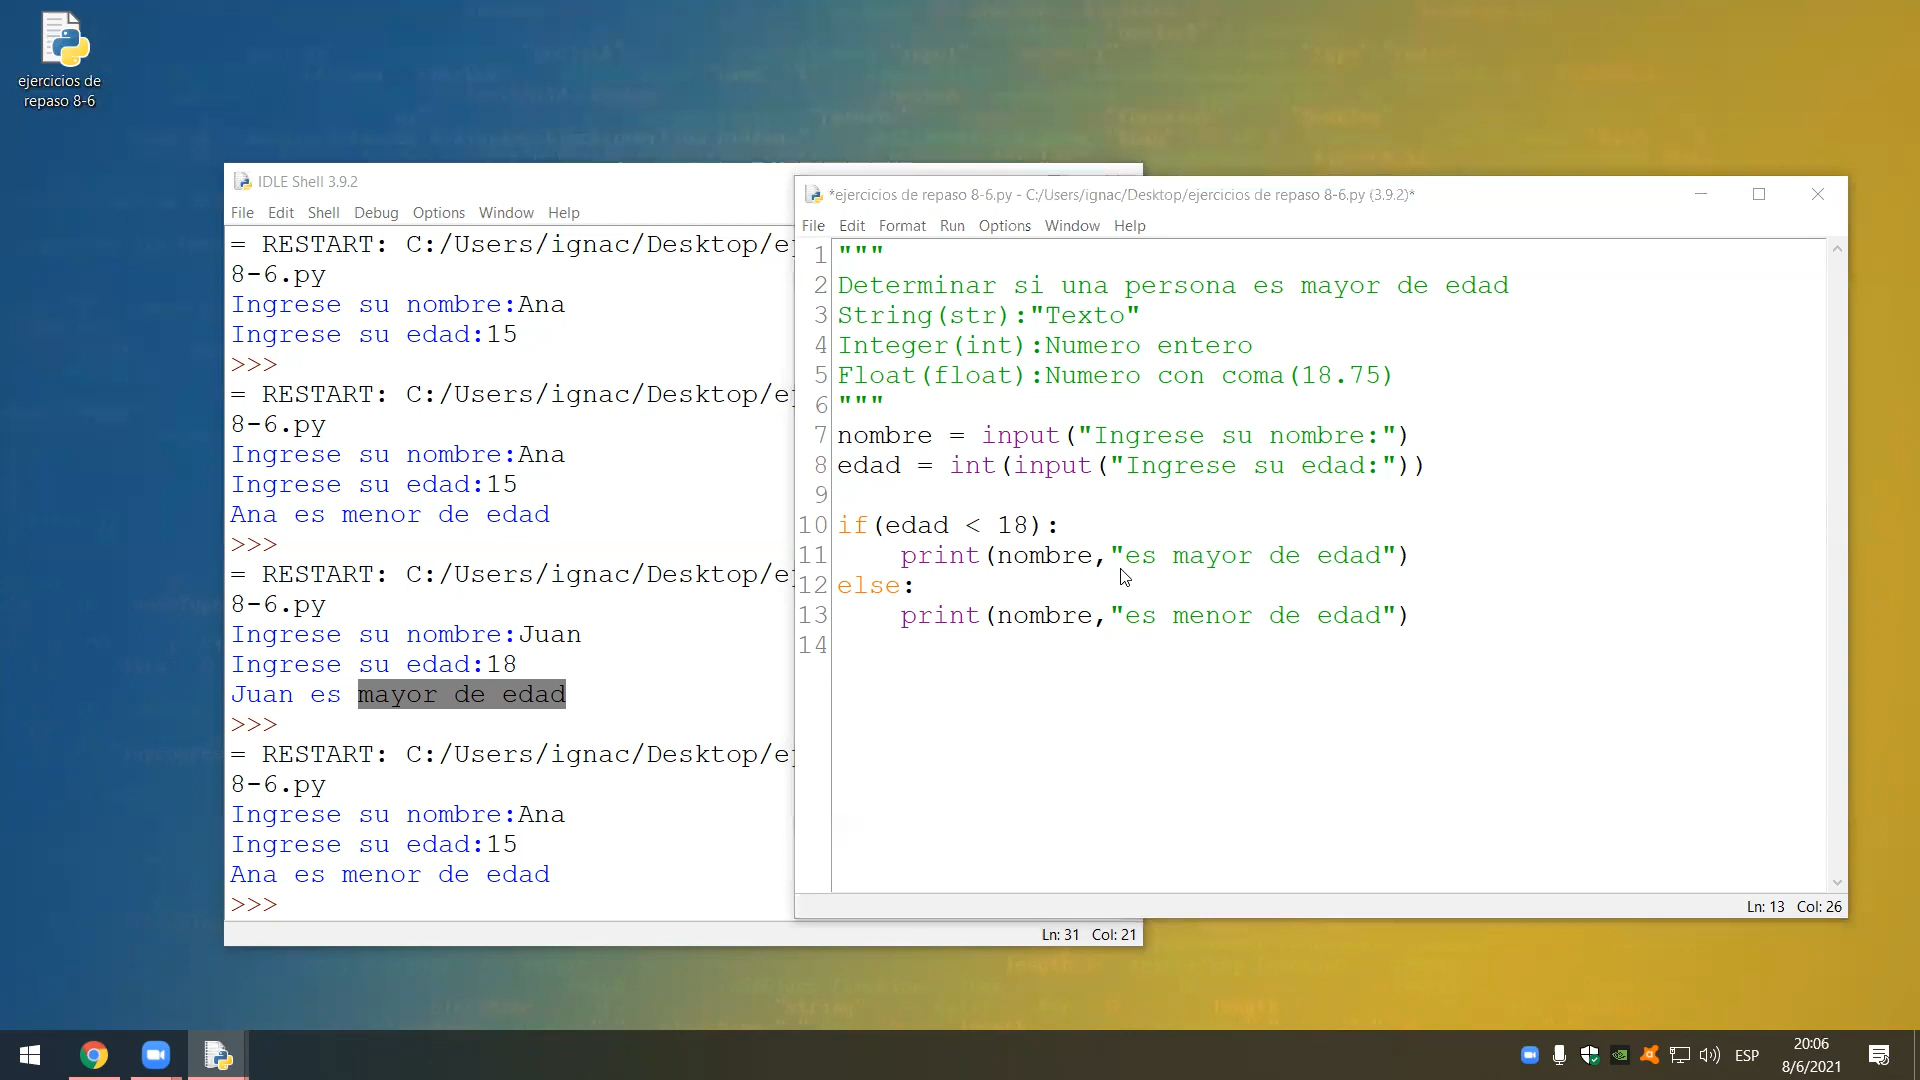 ejercicios de
repaso 8-6
IDLE Shell 3.9.2
File Edit Shell Debug Options Window Help
= RESTART: C:/Users/ignac/Desktop/ej
8-6.py
Ingrese su nombre:Ana
Ingrese su edad:15
>>>
= RESTART: C:/Users/ignac/Desktop/ej
8-6.py
Ingrese su nombre:Ana
Ingrese su edad:15
Ana es menor de edad
>>>
= RESTART: C:/Users/ignac/Desktop/ej
8-6.py
Ingrese su nombre:Juan
Ingrese su edad:18
Juan es mayor de edad
>>>
= RESTART: C:/Users/ignac/Desktop/ej
8-6.py
Ingrese su nombre:Ana
Ingrese su edad:15
Ana es menor de edad
>>>
Ln: 31 Col: 21
*ejercicios de repaso 8-6.py - C:/Users/ignac/Desktop/ejercicios de repaso 8-6.py (3.9.2)*
File Edit Format Run Options Window Help
1 """
2 Determinar si una persona es mayor de edad
3 String(str):"Texto"
4 Integer(int):Numero entero
5 Float(float):Numero con coma(18.75)
6 """
7 nombre = input("Ingrese su nombre:")
8 edad = int(input("Ingrese su edad:"))
9
10 if(edad < 18):
11     print(nombre,"es mayor de edad")
12 else:
13     print(nombre,"es menor de edad")
14
Ln: 13 Col: 26
ESP
20:06
8/6/2021